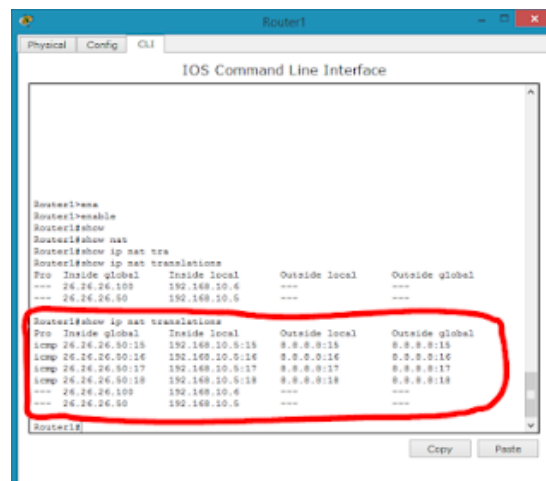 Router1
Physical Config CLI
IOS Command Line Interface
Router1>ena
Router1>enable
Router1#show
Router1#show nat
Router1#show ip nat tra
Router1#show ip nat translations
Pro Inside global Inside local Outside local Outside global
--- 26.26.26.100 192.168.10.6 --- ---
--- 26.26.26.50 192.168.10.5 --- ---
Router1#show ip nat translations
Pro Inside global Inside local Outside local Outside global
icmp 26.26.26.50:15 192.168.10.5:15 8.8.8.8:15 8.8.8.8:15
icmp 26.26.26.50:16 192.168.10.5:16 8.8.8.8:16 8.8.8.8:16
icmp 26.26.26.50:17 192.168.10.5:17 8.8.8.8:17 8.8.8.8:17
icmp 26.26.26.50:18 192.168.10.5:18 8.8.8.8:18 8.8.8.8:18
--- 26.26.26.100 192.168.10.6 --- ---
--- 26.26.26.50 192.168.10.5 --- ---
Router1#
Copy Paste